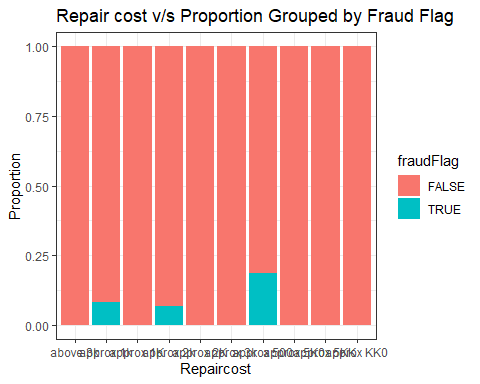 Repair cost v/s Proportion Grouped by Fraud Flag
1.00
0.75
0.50
0.25
0.00
Proportion
above
Repaircost
fraudFlag
FALSE
TRUE